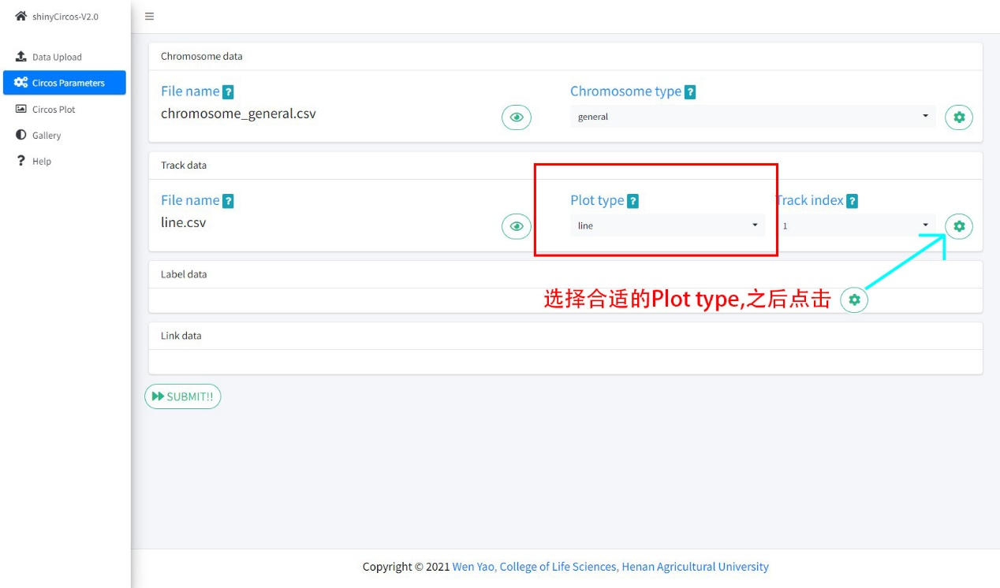 shinyCircos-V2.0
Data Upload
Circos Parameters
Circos Plot
Gallery
Help
Chromosome data
File name ?
Chromosome type ?
chromosome_general.csv
general
Track data
File name ?
Plot type ?
Track index ?
line.csv
line
1
Label data
选择合适的Plot type,之后点击
Link data
SUBMIT!!
Copyright © 2021 Wen Yao, College of Life Sciences, Henan Agricultural University